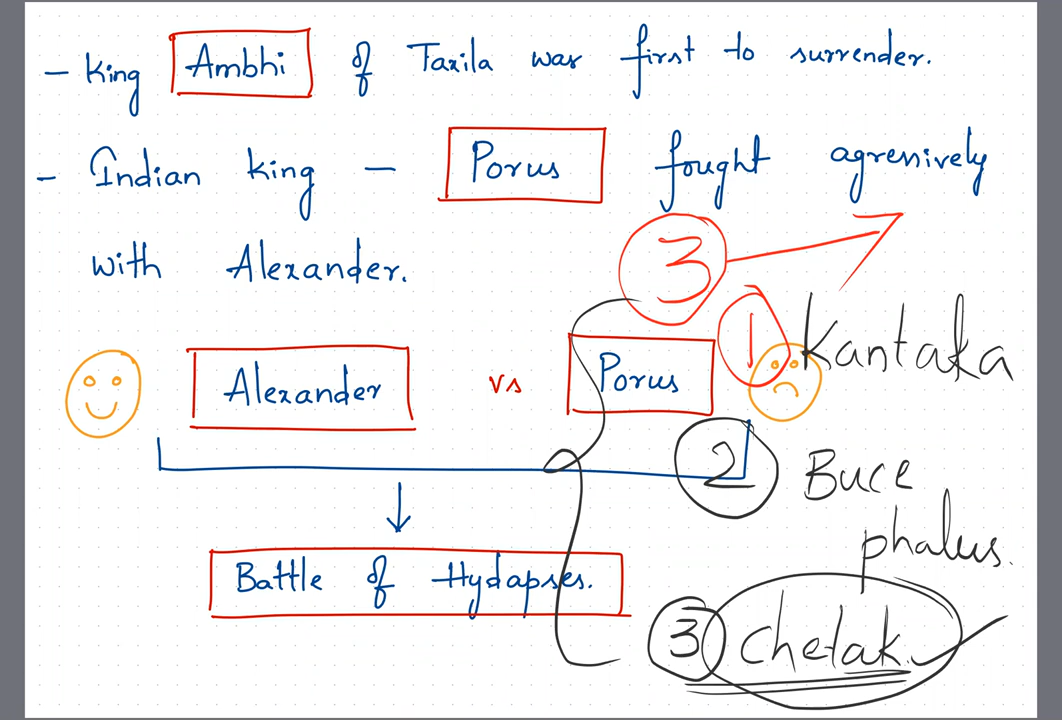 - King Ambhi of Taxila was first to surrender.
- Indian king - Porus fought agressively
with Alexander.
3
Alexander vs Porus
1 Kantaka
2 Buce
phalus.
Battle of Hydapses.
3 Chetak